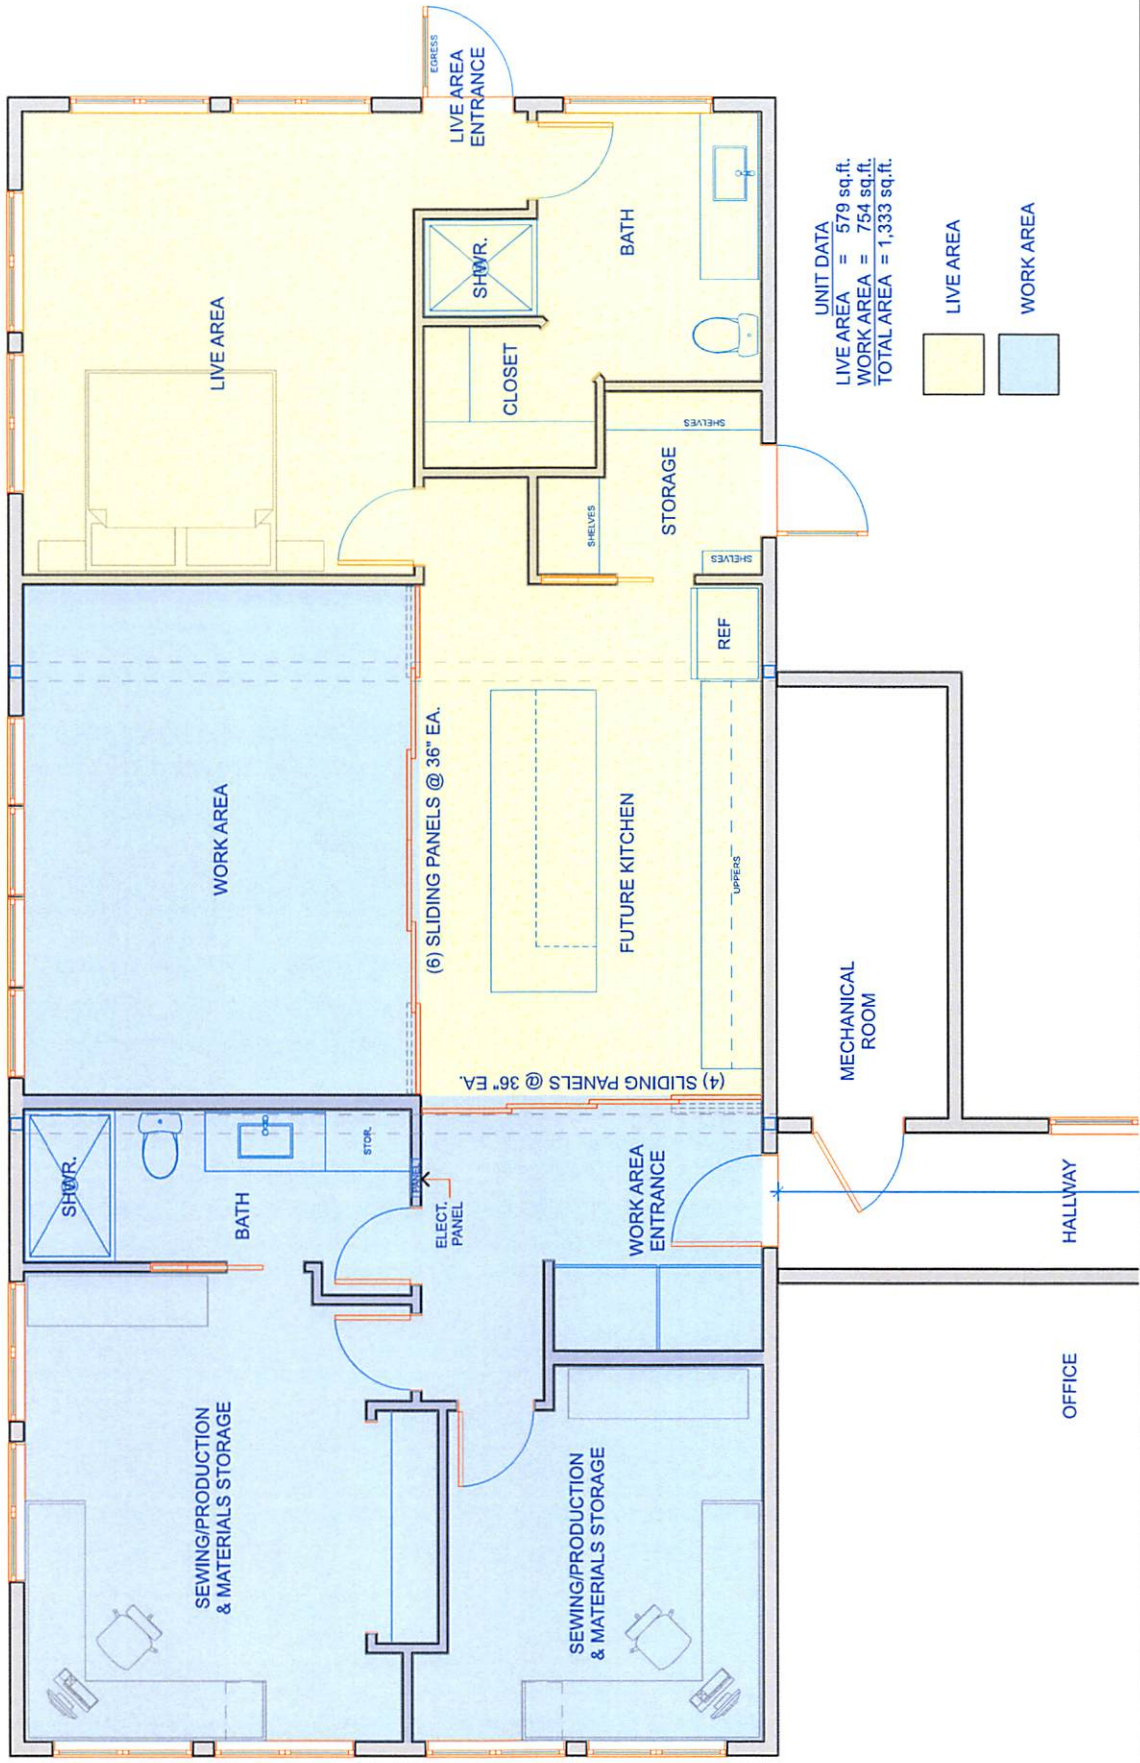 SEWING/PRODUCTION
& MATERIALS STORAGE
SHWR.
BATH
STOR.
WORK AREA
LIVE AREA
PANEL
ELECT.
PANEL
(6) SLIDING PANELS @ 36" EA.
EGRESS
LIVE AREA
ENTRANCE
SHWR.
CLOSET
SEWING/PRODUCTION
& MATERIALS STORAGE
WORK AREA
ENTRANCE
(4) SLIDING PANELS @ 36" EA.
FUTURE KITCHEN
UPPERS
REF
SHELVES
STORAGE
SHELVES
SHELVES
BATH
OFFICE
HALLWAY
MECHANICAL
ROOM
UNIT DATA
LIVE AREA = 579 sq.ft.
WORK AREA = 754 sq.ft.
TOTAL AREA = 1,333 sq.ft.
LIVE AREA
WORK AREA